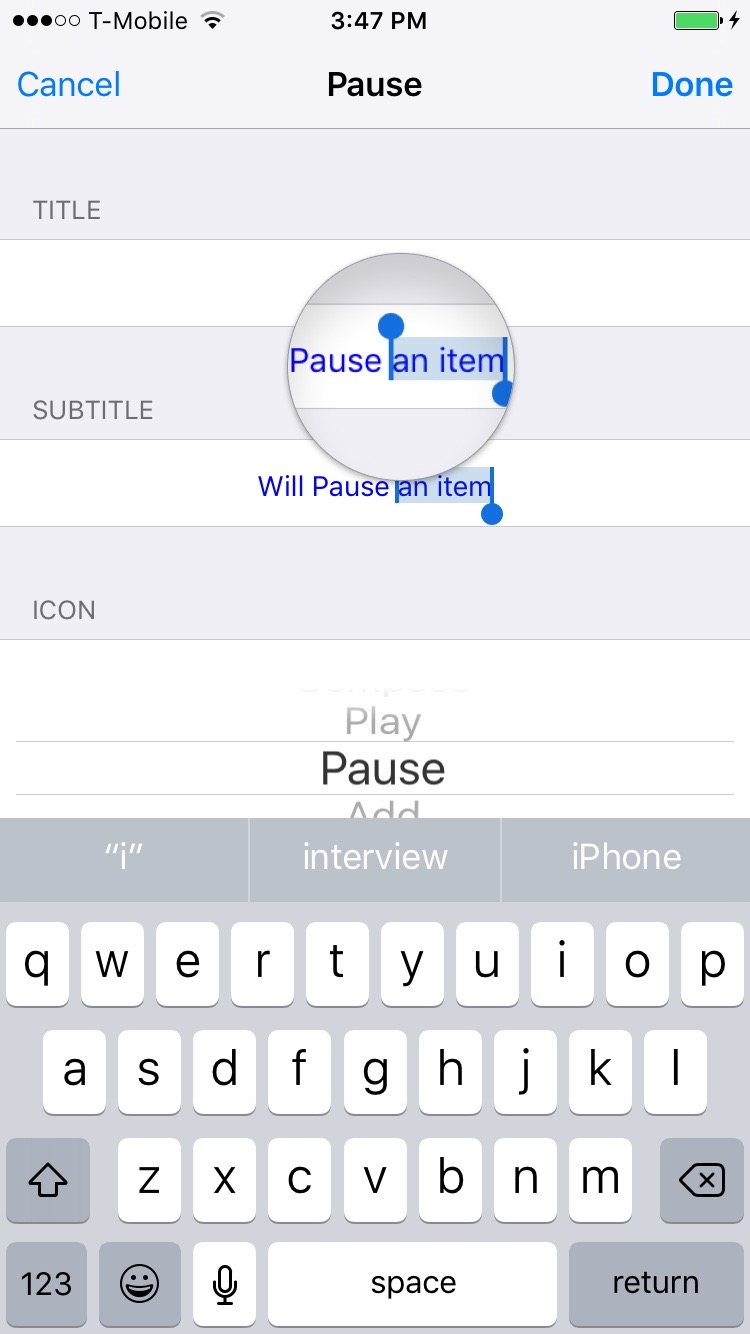 T-Mobile 3:47 PM
Cancel Pause Done
TITLE
Pause an item
SUBTITLE
Will Pause an item
ICON
Compose
Play
Pause
Add
“i” interview iPhone
q w e r t y u i o p
a s d f g h j k l
z x c v b n m
123 space return